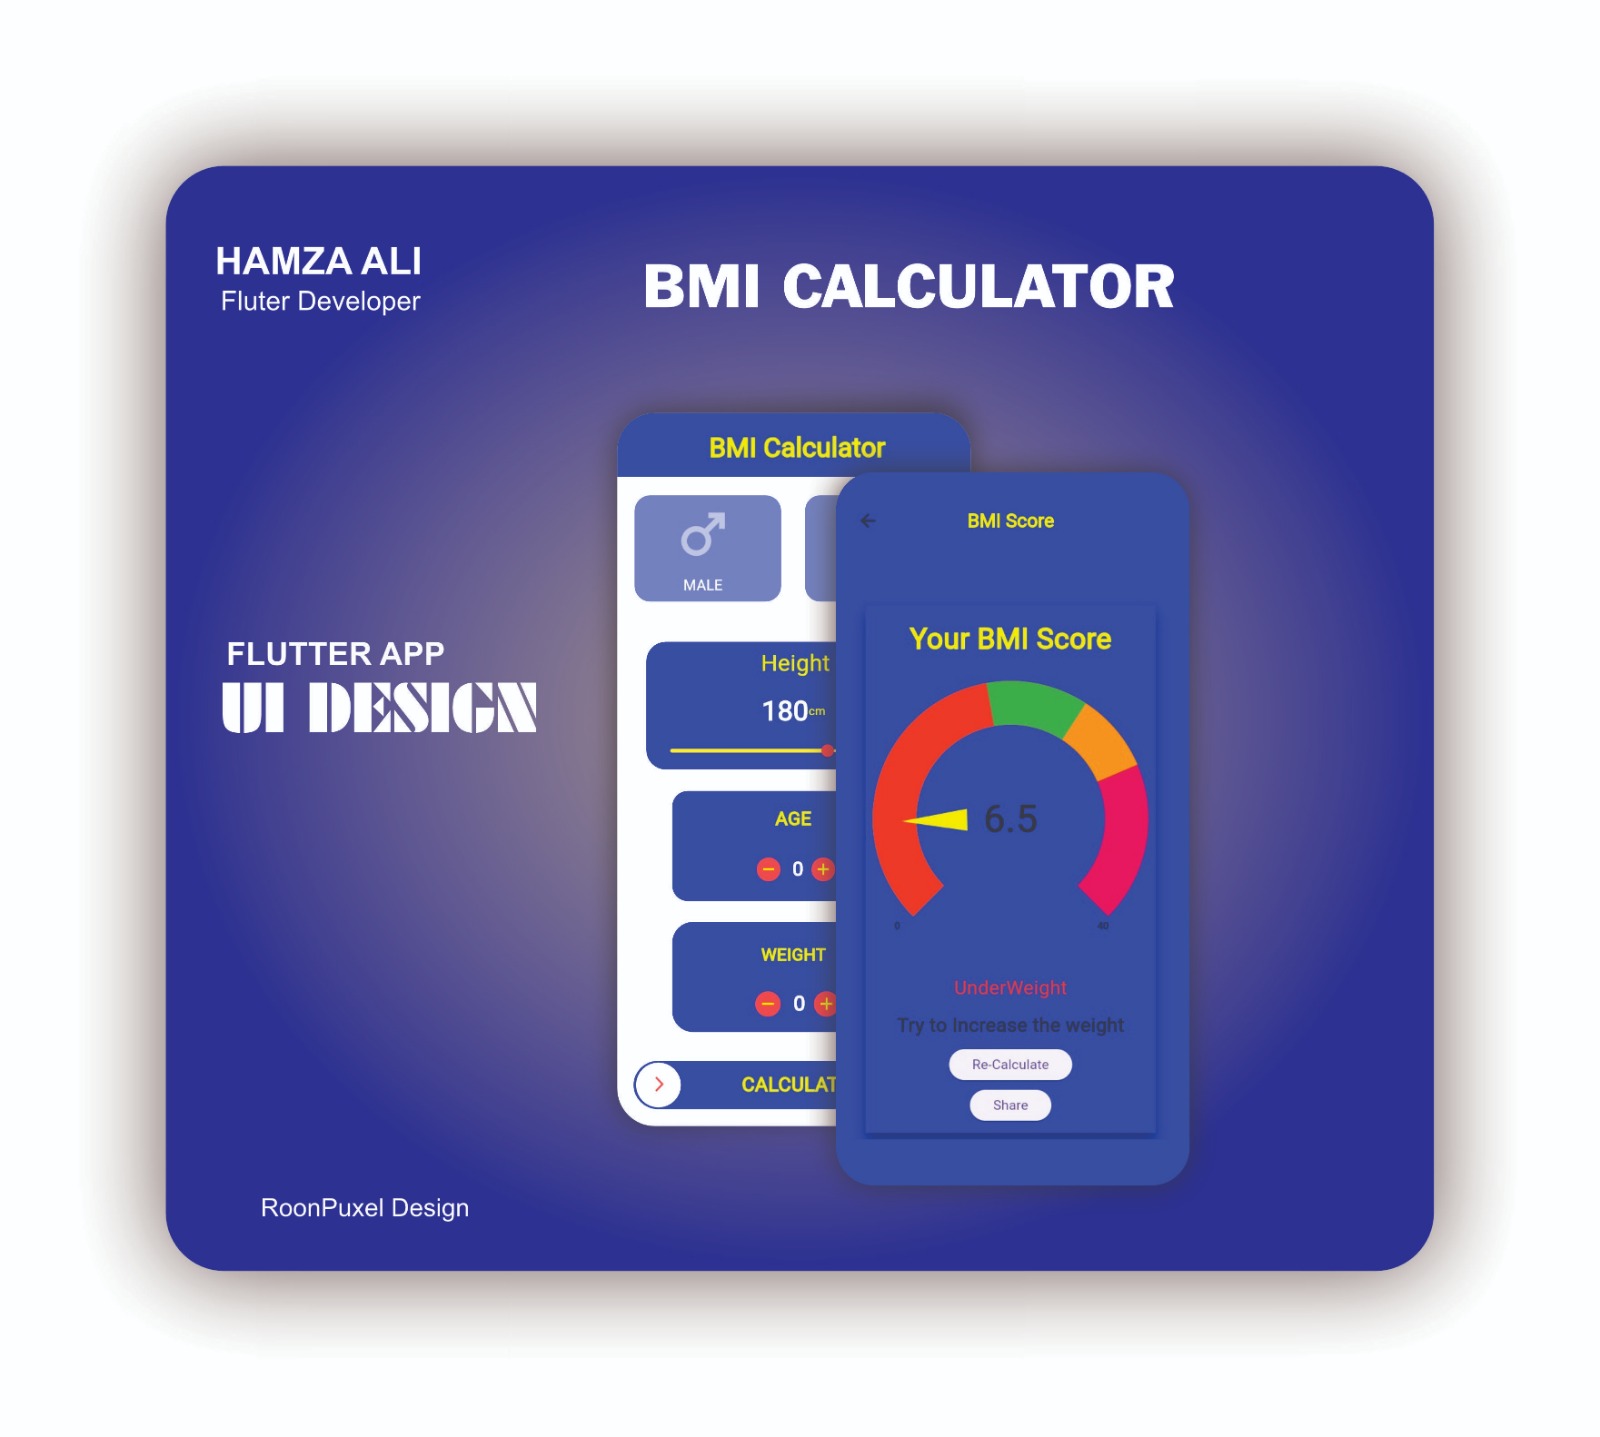 HAMZA ALI
Fluter Developer
BMI CALCULATOR
FLUTTER APP
UI DESIGN
BMI Calculator
MALE
Height
180cm
AGE
0
WEIGHT
0
CALCULAT
BMI Score
Your BMI Score
6.5
0
40
UnderWeight
Try to Increase the weight
Re-Calculate
Share
RoonPuxel Design